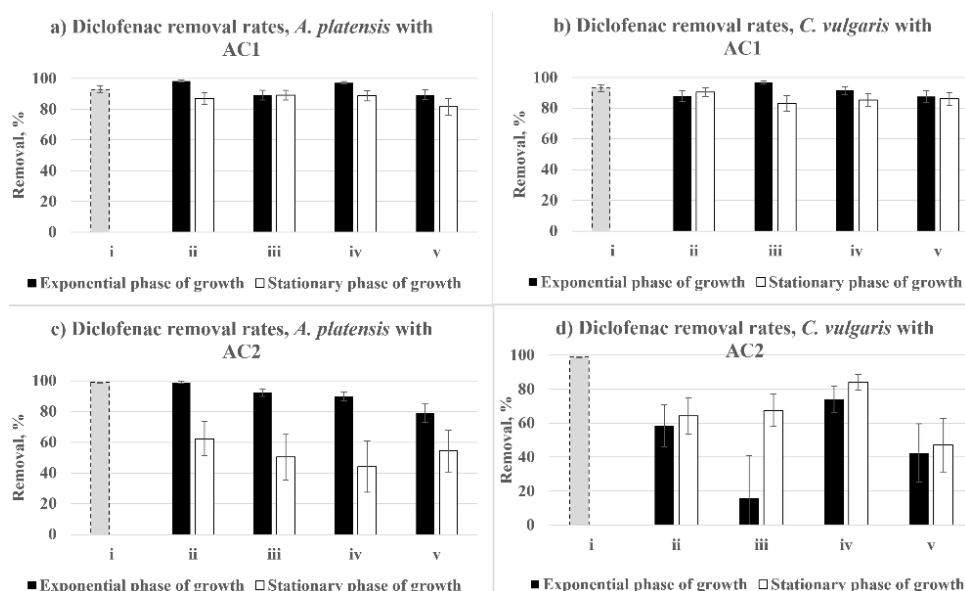 a) Diclofenac removal rates, A. platensis with
AC1
Removal, %
100
80
60
40
20
0
i ii iii iv v
Exponential phase of growth Stationary phase of growth
b) Diclofenac removal rates, C. vulgaris with
AC1
Removal, %
100
80
60
40
20
0
i ii iii iv v
Exponential phase of growth Stationary phase of growth
c) Diclofenac removal rates, A. platensis with
AC2
Removal, %
100
80
60
40
20
0
i ii iii iv v
Exponential phase of growth Stationary phase of growth
d) Diclofenac removal rates, C. vulgaris with
AC2
Removal, %
100
80
60
40
20
0
i ii iii iv v
Exponential phase of growth Stationary phase of growth